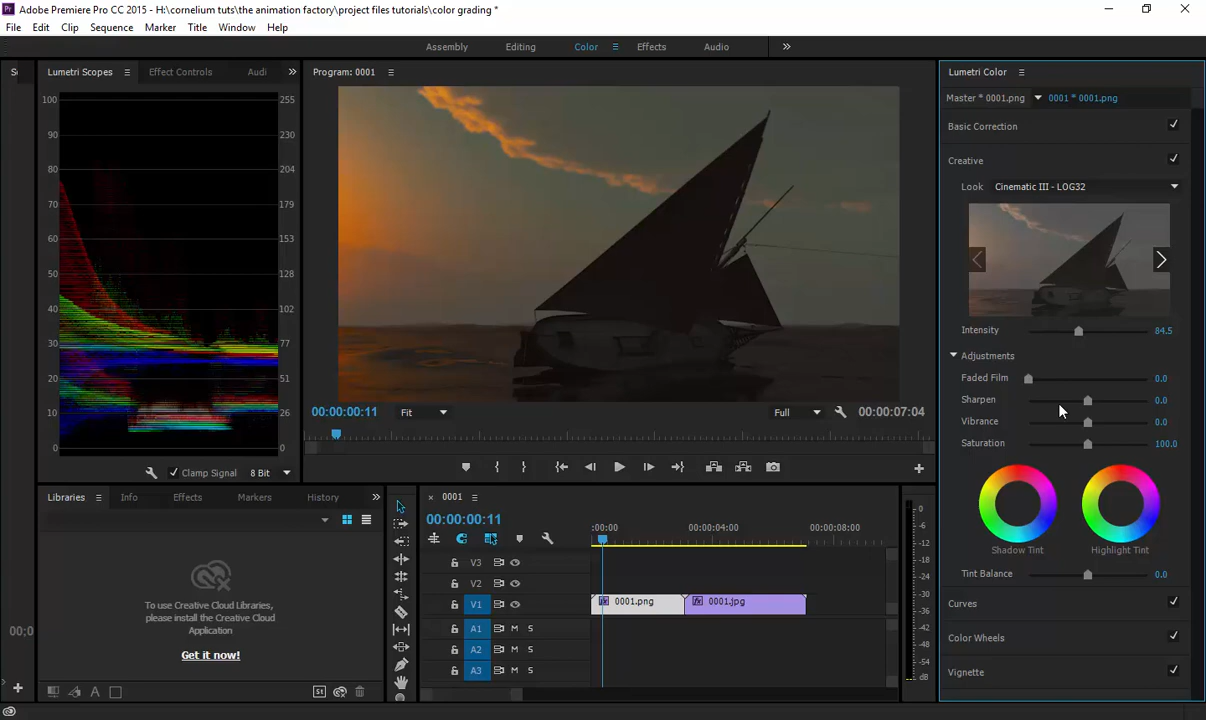 Adobe Premiere Pro CC 2015 - H:\cornelium tuts\the animation factory\project files tutorials\color grading *
File Edit Clip Sequence Marker Title Window Help
Assembly Editing Color Effects Audio
Lumetri Scopes Effect Controls Audi
Program: 0001
Lumetri Color
Master * 0001.png 0001 * 0001.png
100 255
90 230
80 204
70 179
60 153
50 128
40 102
30 77
20 51
10 26
0 0
Clamp Signal 8 Bit
00:00:00:11 Fit Full 00:00:07:04
Basic Correction
Creative
Look Cinematic III - LOG32
Intensity 84.5
Adjustments
Faded Film 0.0
Sharpen 0.0
Vibrance 0.0
Saturation 100.0
Shadow Tint Highlight Tint
Tint Balance 0.0
Curves
Color Wheels
Vignette
Libraries Info Effects Markers History
To use Creative Cloud Libraries,
please install the Creative Cloud
Application
Get it now!
St
0001
00:00:00:11
:00:00 00:00:04:00 00:00:08:00
V3
V2
V1 fx 0001.png fx 0001.jpg
A1 M S
A2 M S
A3 M S
0
-6
-12
-18
-24
-30
-36
-42
-48
-54
dB